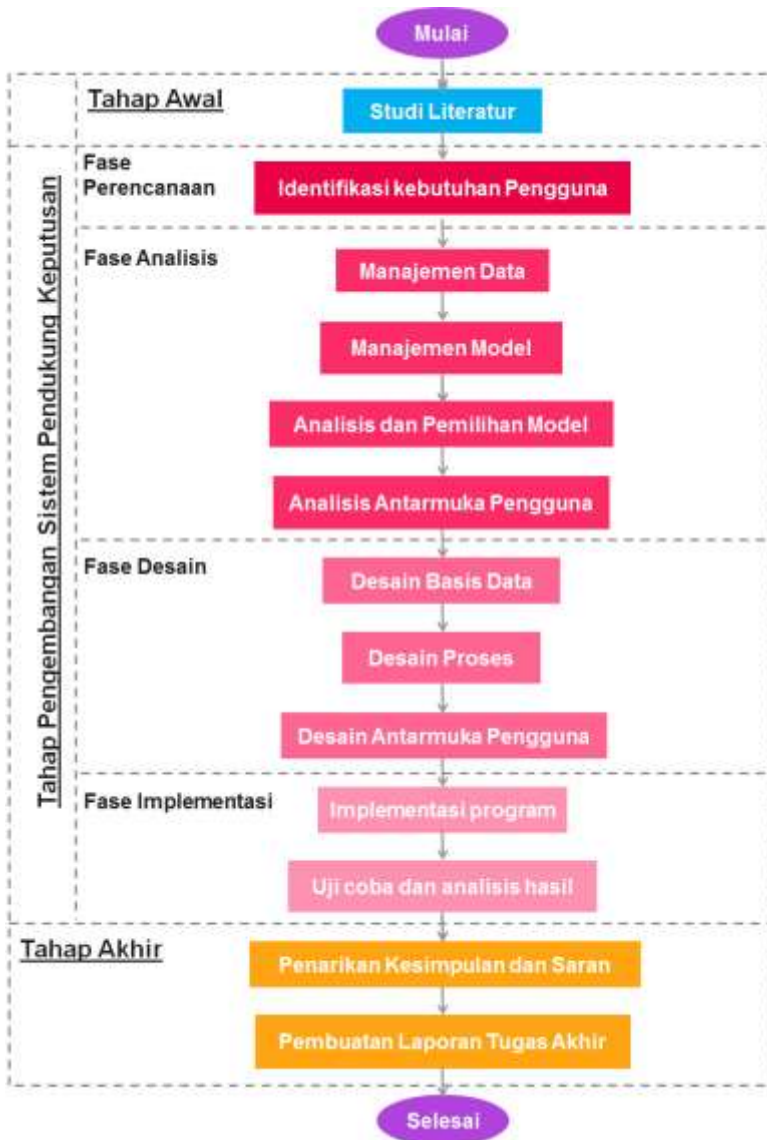 Mulai
Tahap Awal
Studi Literatur
Tahap Pengembangan Sistem Pendukung Keputusan
Fase
Perencanaan
Identifikasi kebutuhan Pengguna
Fase Analisis
Manajemen Data
Manajemen Model
Analisis dan Pemilihan Model
Analisis Antarmuka Pengguna
Fase Desain
Desain Basis Data
Desain Proses
Desain Antarmuka Pengguna
Fase Implementasi
Implementasi program
Uji coba dan analisis hasil
Tahap Akhir
Penarikan Kesimpulan dan Saran
Pembuatan Laporan Tugas Akhir
Selesai